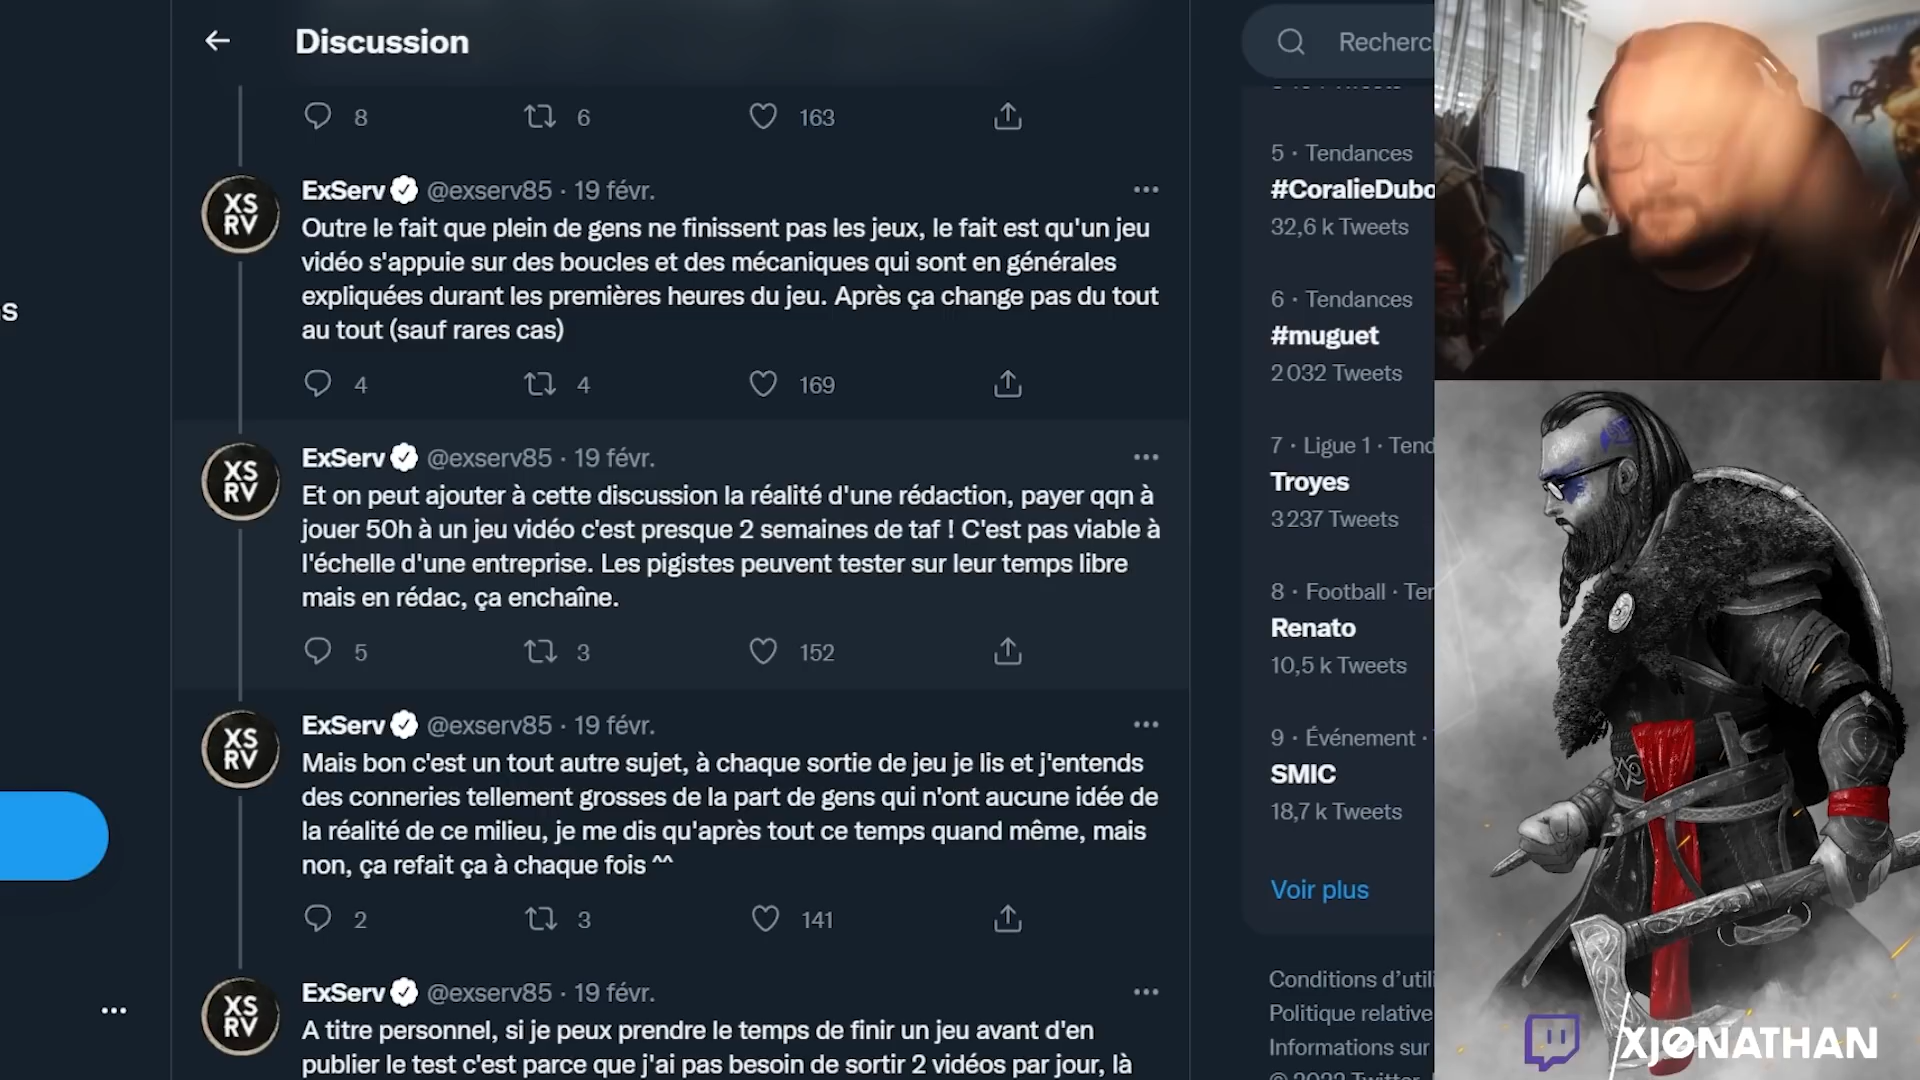 Discussion
8 6 163
ExServ @exserv85 · 19 févr.
Outre le fait que plein de gens ne finissent pas les jeux, le fait est qu'un jeu
vidéo s'appuie sur des boucles et des mécaniques qui sont en générales
expliquées durant les premières heures du jeu. Après ça change pas du tout
au tout (sauf rares cas)
4 4 169
ExServ @exserv85 · 19 févr.
Et on peut ajouter à cette discussion la réalité d'une rédaction, payer qqn à
jouer 50h à un jeu vidéo c'est presque 2 semaines de taf ! C'est pas viable à
l'échelle d'une entreprise. Les pigistes peuvent tester sur leur temps libre
mais en rédac, ça enchaîne.
5 3 152
ExServ @exserv85 · 19 févr.
Mais bon c'est un tout autre sujet, à chaque sortie de jeu je lis et j'entends
des conneries tellement grosses de la part de gens qui n'ont aucune idée de
la réalité de ce milieu, je me dis qu'après tout ce temps quand même, mais
non, ça refait ça à chaque fois ^^
2 3 141
ExServ @exserv85 · 19 févr.
A titre personnel, si je peux prendre le temps de finir un jeu avant d'en
publier le test c'est parce que j'ai pas besoin de sortir 2 vidéos par jour, là
XS
RV
XS
RV
XS
RV
XS
RV
s
Recherc
5 · Tendances
#CoralieDubo
32,6 k Tweets
6 · Tendances
#muguet
2 032 Tweets
7 · Ligue 1 · Tend
Troyes
3 237 Tweets
8 · Football · Ter
Renato
10,5 k Tweets
9 · Événement ·
SMIC
18,7 k Tweets
Voir plus
Conditions d'utili
Politique relative
Informations sur
© 2022 Twitter,
XJØNATHAN